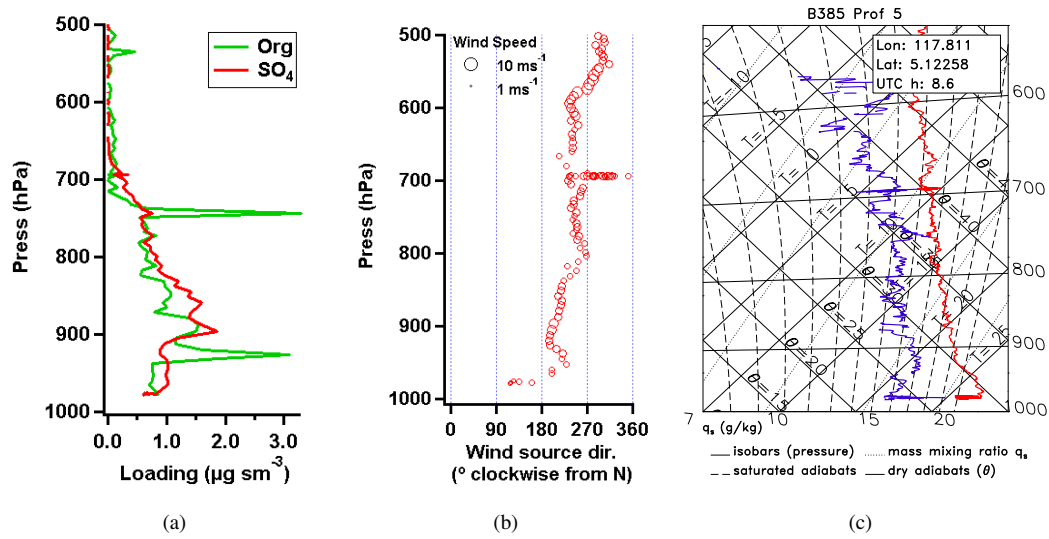 500
600
700
800
900
1000
Press (hPa)
Org
SO4
0.0
1.0
2.0
3.0
Loading (µg sm-3)
(a)
500
600
700
800
900
1000
Press (hPa)
Wind Speed
10 ms-1
1 ms-1
0
90
180
270
360
Wind source dir.
(º clockwise from N)
(b)
B385 Prof 5
Lon: 117.811
Lat: 5.12258
UTC h: 8.6
600
700
800
900
1000
θ=40
θ=25
θ=20
θ=15
7
10
15
20
qs (g/kg)
isobars (pressure)
mass mixing ratio qs
saturated adiabats
dry adiabats (θ)
(c)